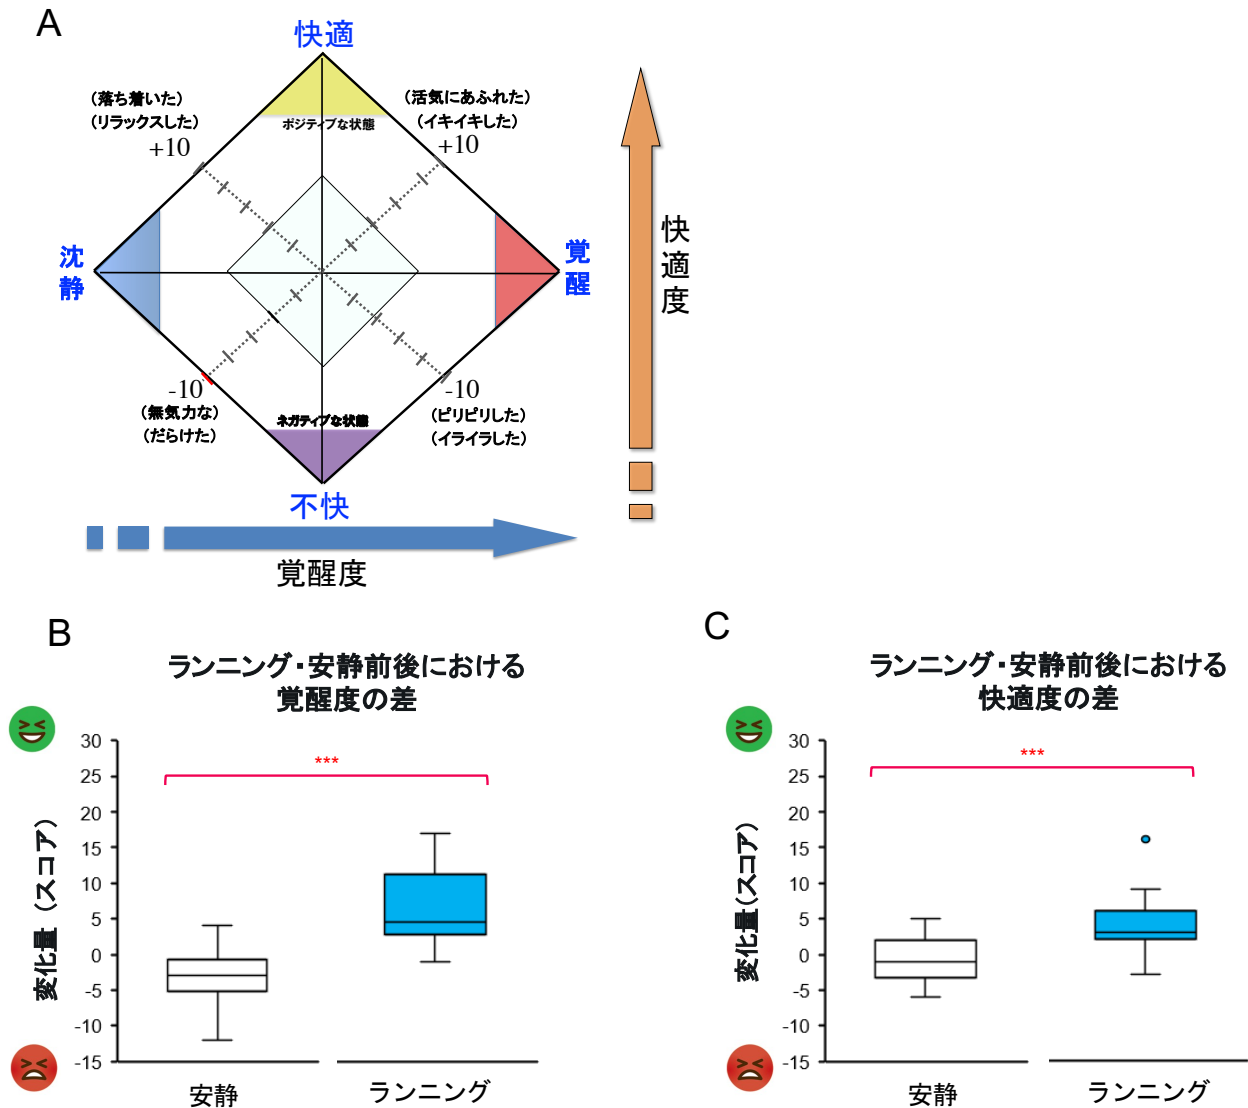 A
快適
(落ち着いた)
(リラックスした)
+10
(活気にあふれた)
(イキイキした)
+10
ポジティブな状態
沈静
覚醒
快適度
-10
(無気力な)
(だらけた)
ネガティブな状態
-10
(ピリピリした)
(イライラした)
不快
覚醒度
B
ランニング・安静前後における
覚醒度の差
***
変化量(スコア)
30
25
20
15
10
5
0
-5
-10
-15
安静
ランニング
C
ランニング・安静前後における
快適度の差
***
変化量(スコア)
30
25
20
15
10
5
0
-5
-10
-15
安静
ランニング